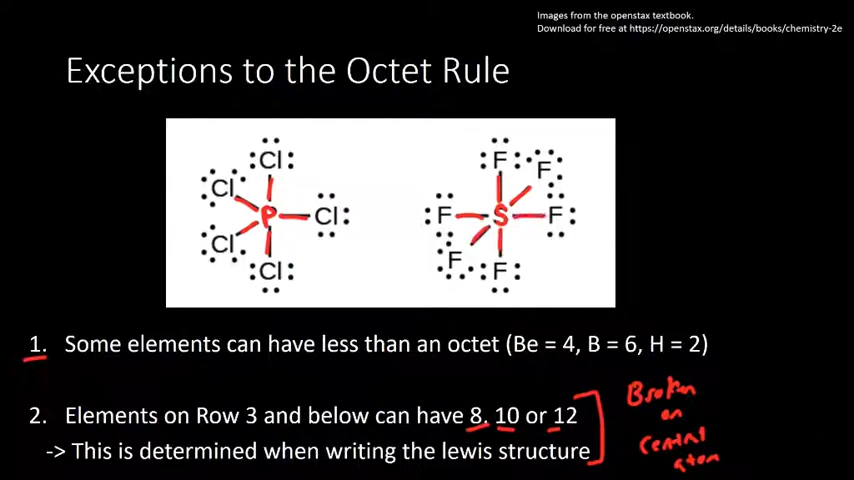 Images from the openstax textbook.
Download for free at https://openstax.org/details/books/chemistry-2e
Exceptions to the Octet Rule
Cl Cl P Cl Cl Cl
F F F S F F F
1. Some elements can have less than an octet (Be = 4, B = 6, H = 2)
2. Elements on Row 3 and below can have 8, 10 or 12
-> This is determined when writing the lewis structure
Broken
on
central
atom